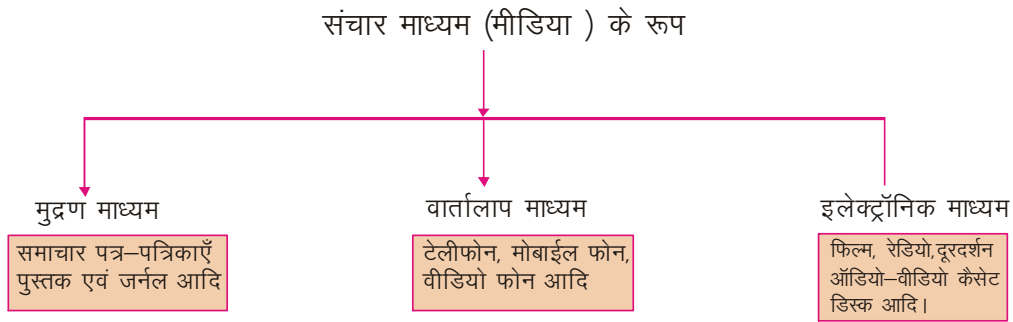 संचार माध्यम (मीडिया ) के रूप
मुद्रण माध्यम
समाचार पत्र–पत्रिकाएँ
पुस्तक एवं जर्नल आदि
वार्तालाप माध्यम
टेलीफोन, मोबाईल फोन,
वीडियो फोन आदि
इलेक्ट्रॉनिक माध्यम
फिल्म, रेडियो,दूरदर्शन
ऑडियो–वीडियो कैसेट
डिस्क आदि।